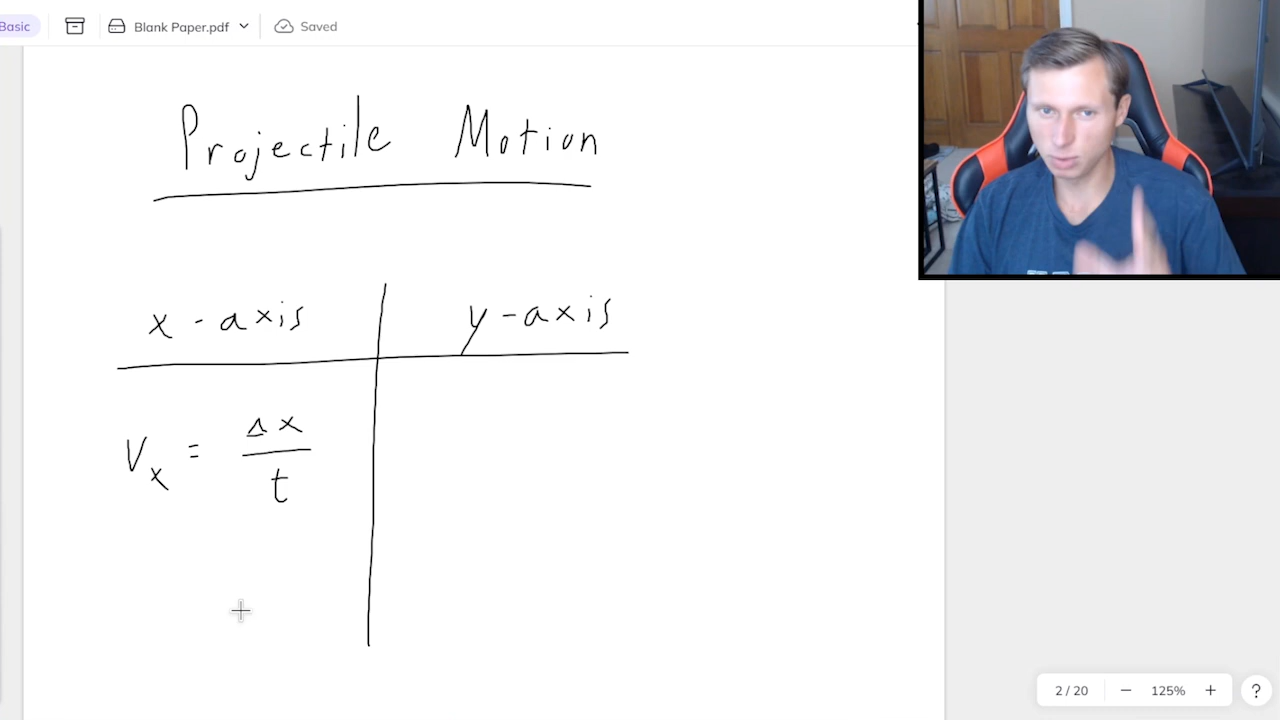 Basic Blank Paper.pdf Saved
Projectile Motion
x - axis y - axis
Vx = Δx / t
2 / 20 − 125% + ?